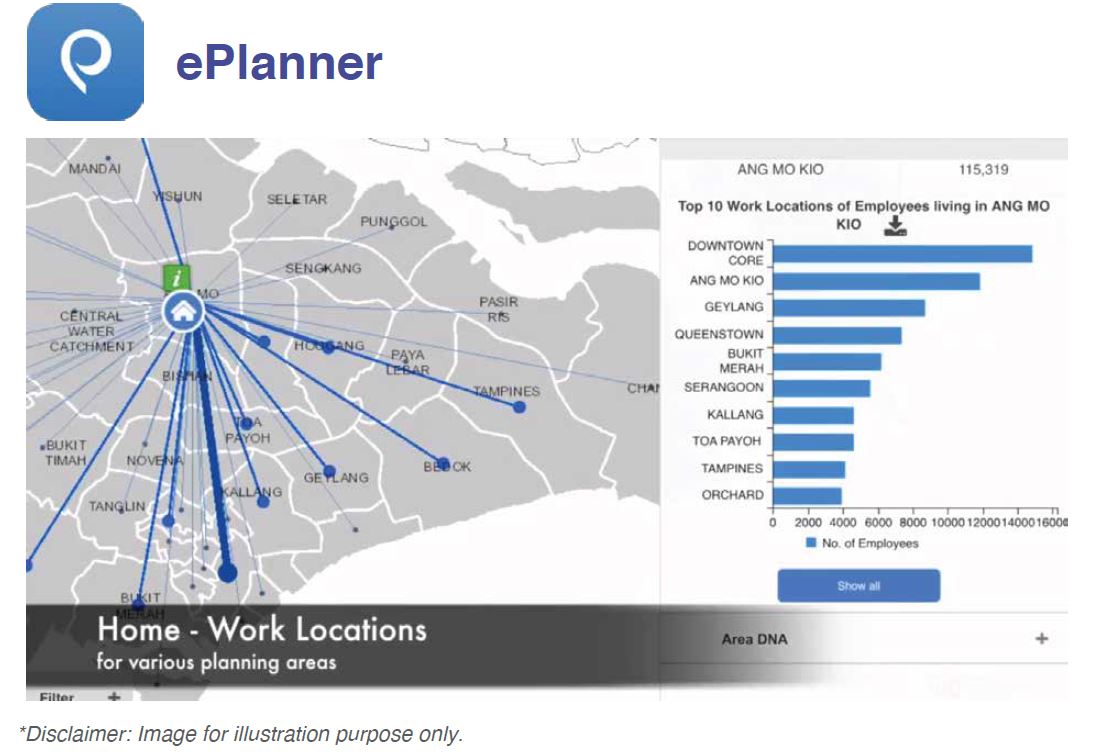 ePlanner
MANDAI
YISHUN
SELETAR
PUNGGOL
SENGKANG
MO
CENTRAL
WATER
CATCHMENT
PASIR
RIS
HOUGANG
PAYA
LEBAR
BISHAN
TAMPINES
TOA
PAYOH
BUKIT
TIMAH
NOVENA
GEYLANG
BEDOK
KALLANG
TANGLIN
BUKIT
MERAH
Home - Work Locations
for various planning areas
Filter +
ANG MO KIO 115,319
Top 10 Work Locations of Employees living in ANG MO
KIO
DOWNTOWN
CORE
ANG MO KIO
GEYLANG
QUEENSTOWN
BUKIT
MERAH
SERANGOON
KALLANG
TOA PAYOH
TAMPINES
ORCHARD
0 2000 4000 6000 8000 10000 12000 14000 16000
No. of Employees
Show all
Area DNA +
*Disclaimer: Image for illustration purpose only.